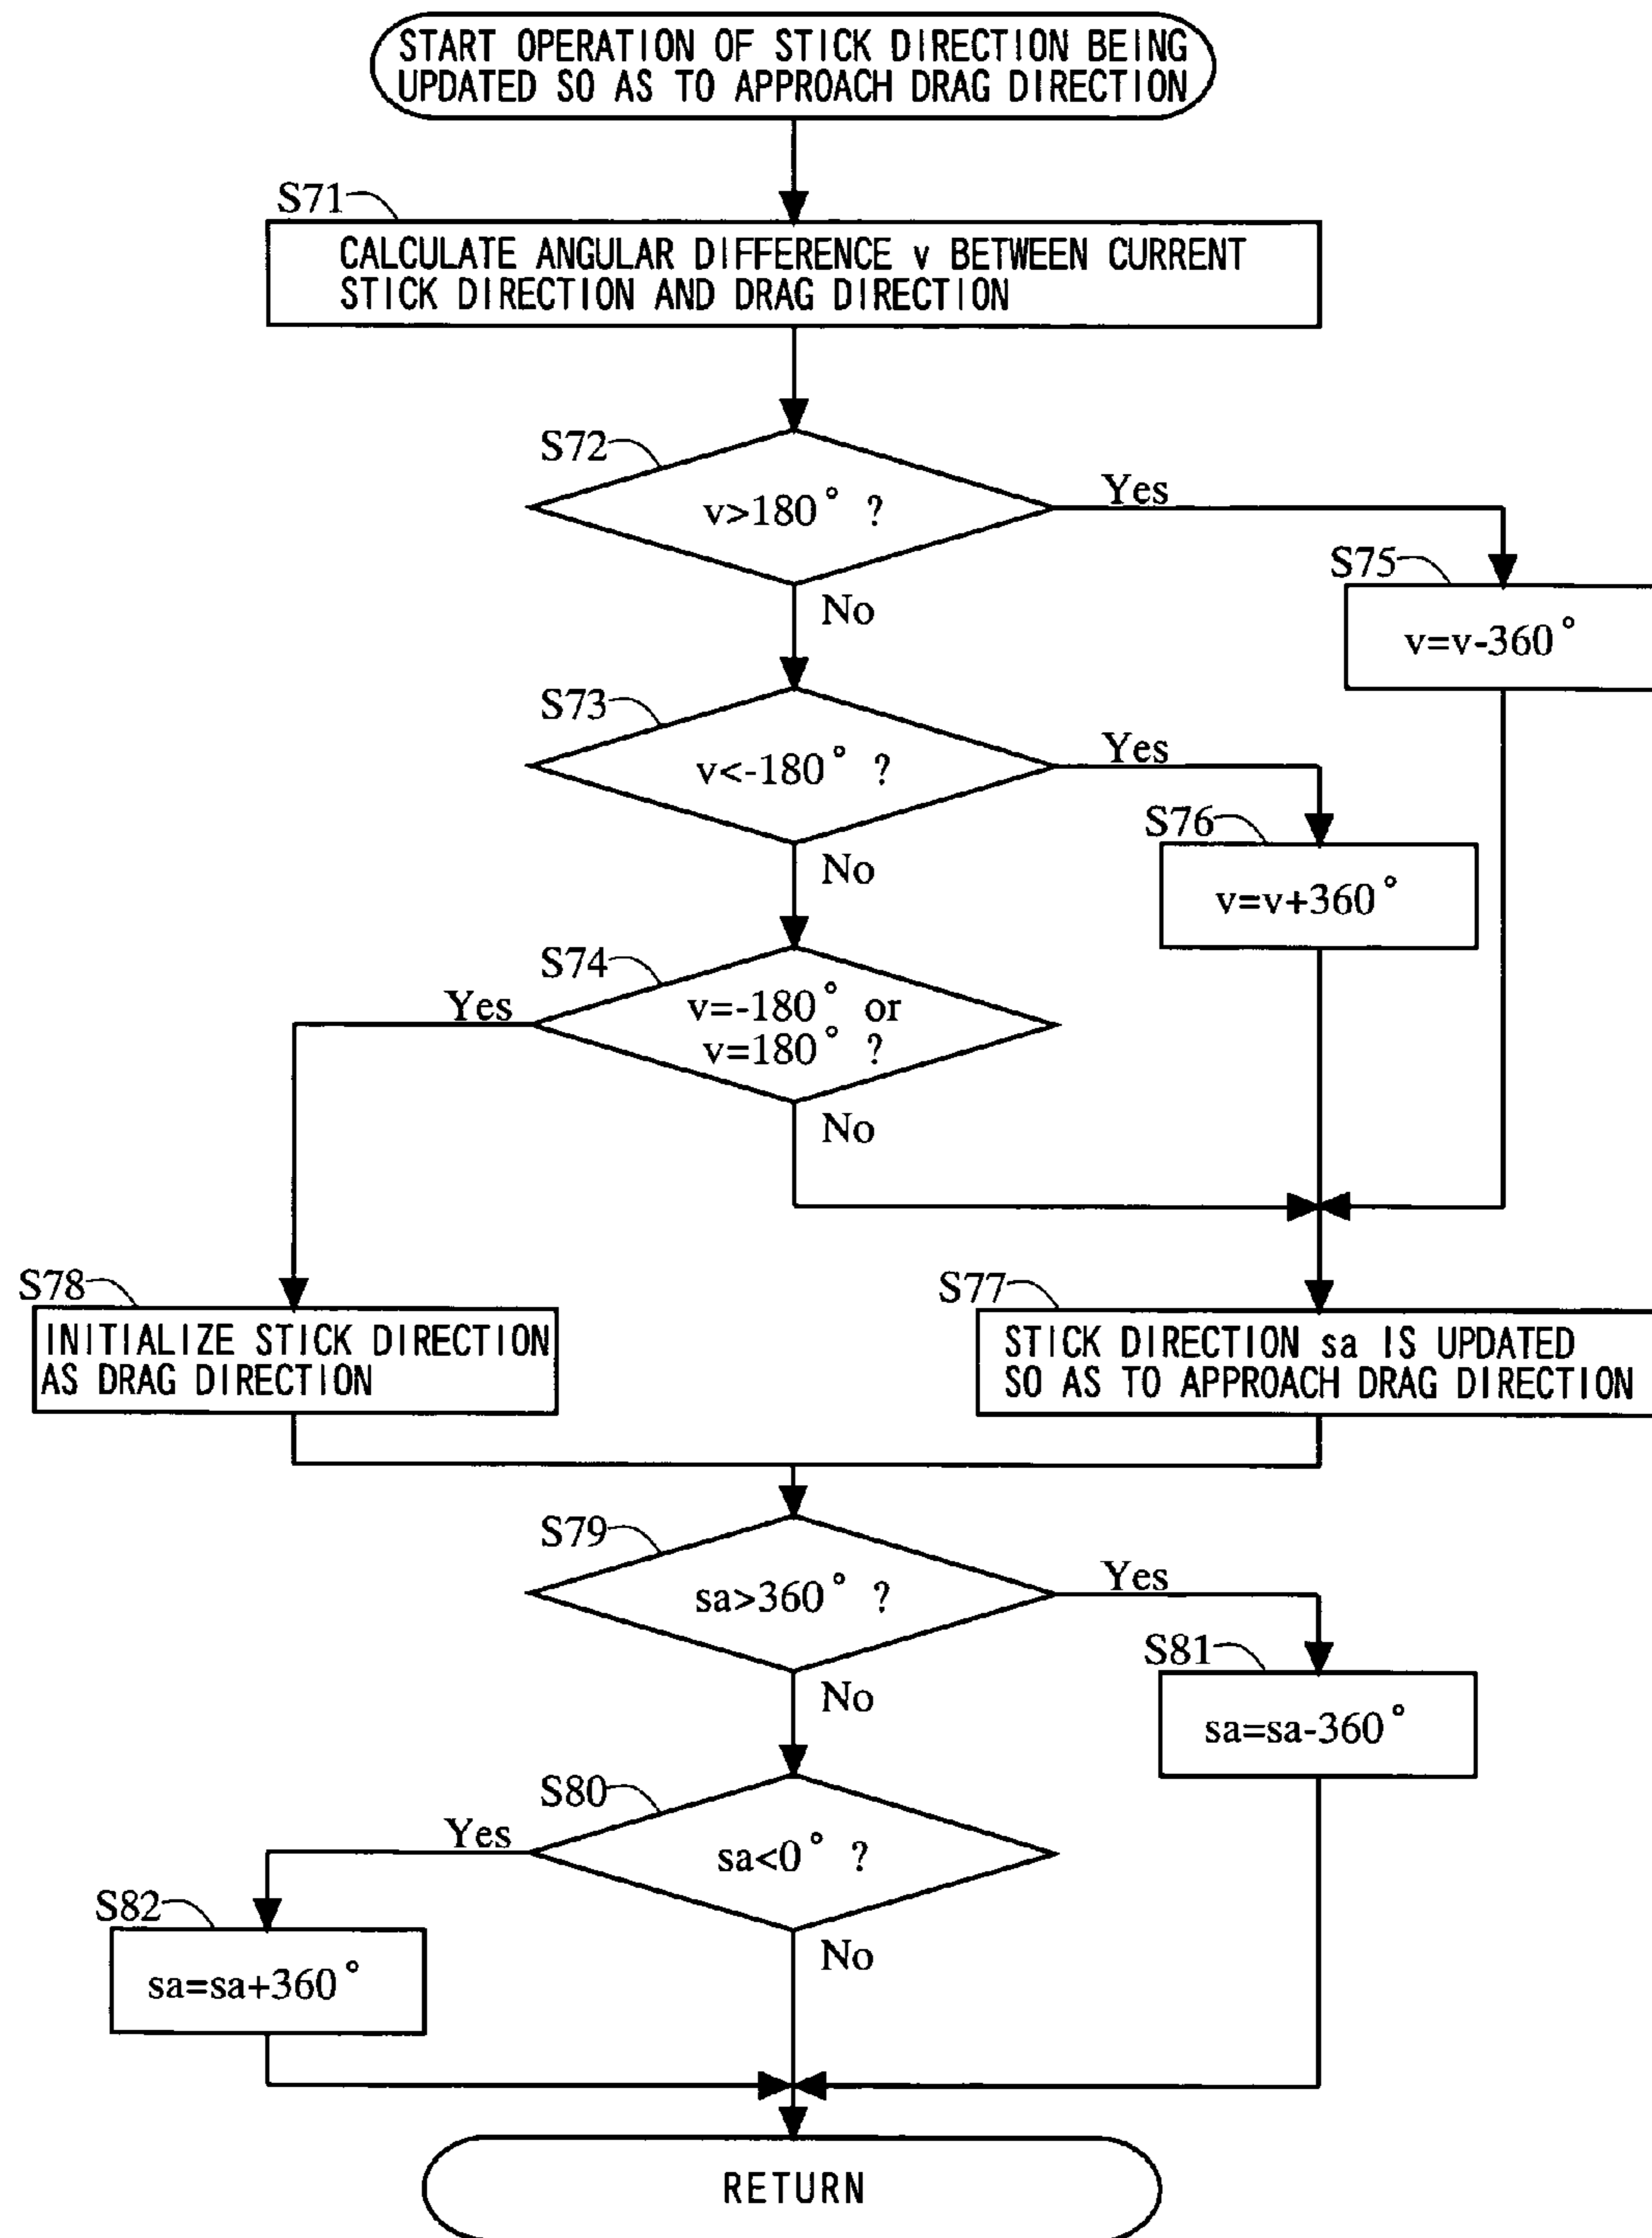 START OPERATION OF STICK DIRECTION BEING
UPDATED SO AS TO APPROACH DRAG DIRECTION
S71
CALCULATE ANGULAR DIFFERENCE v BETWEEN CURRENT
STICK DIRECTION AND DRAG DIRECTION
S72
v>180° ?
Yes
No
S75
v=v-360°
S73
v<-180° ?
Yes
No
S76
v=v+360°
S74
v=-180° or
v=180° ?
Yes
No
S78
INITIALIZE STICK DIRECTION
AS DRAG DIRECTION
S77
STICK DIRECTION sa IS UPDATED
SO AS TO APPROACH DRAG DIRECTION
S79
sa>360° ?
Yes
No
S81
sa=sa-360°
S80
sa<0° ?
Yes
No
S82
sa=sa+360°
RETURN